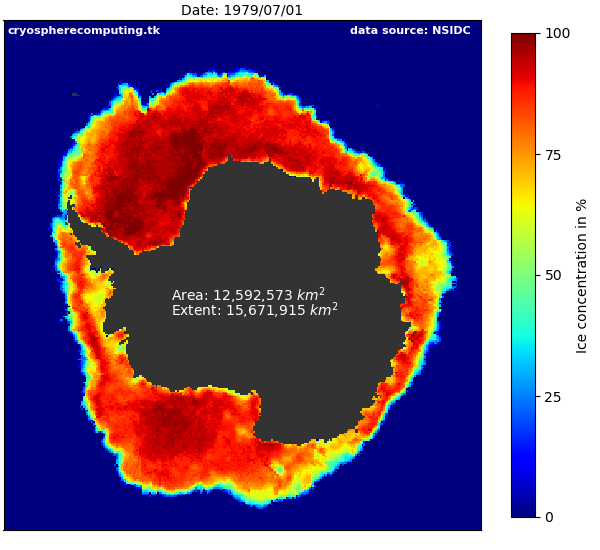 Date: 1979/07/01
cryospherecomputing.tk
data source: NSIDC
Area: 12,592,573 km²
Extent: 15,671,915 km²
100
75
50
25
0
Ice concentration in %